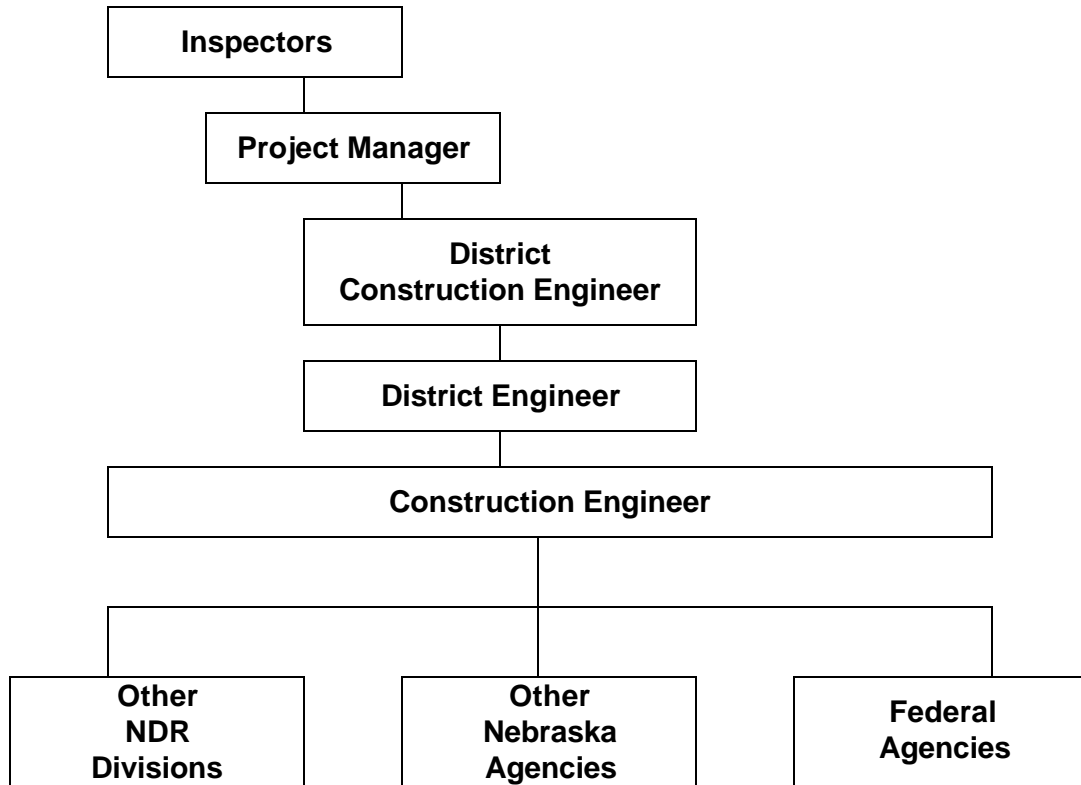 Inspectors
Project Manager
District
Construction Engineer
District Engineer
Construction Engineer
Other
NDR
Divisions
Other
Nebraska
Agencies
Federal
Agencies